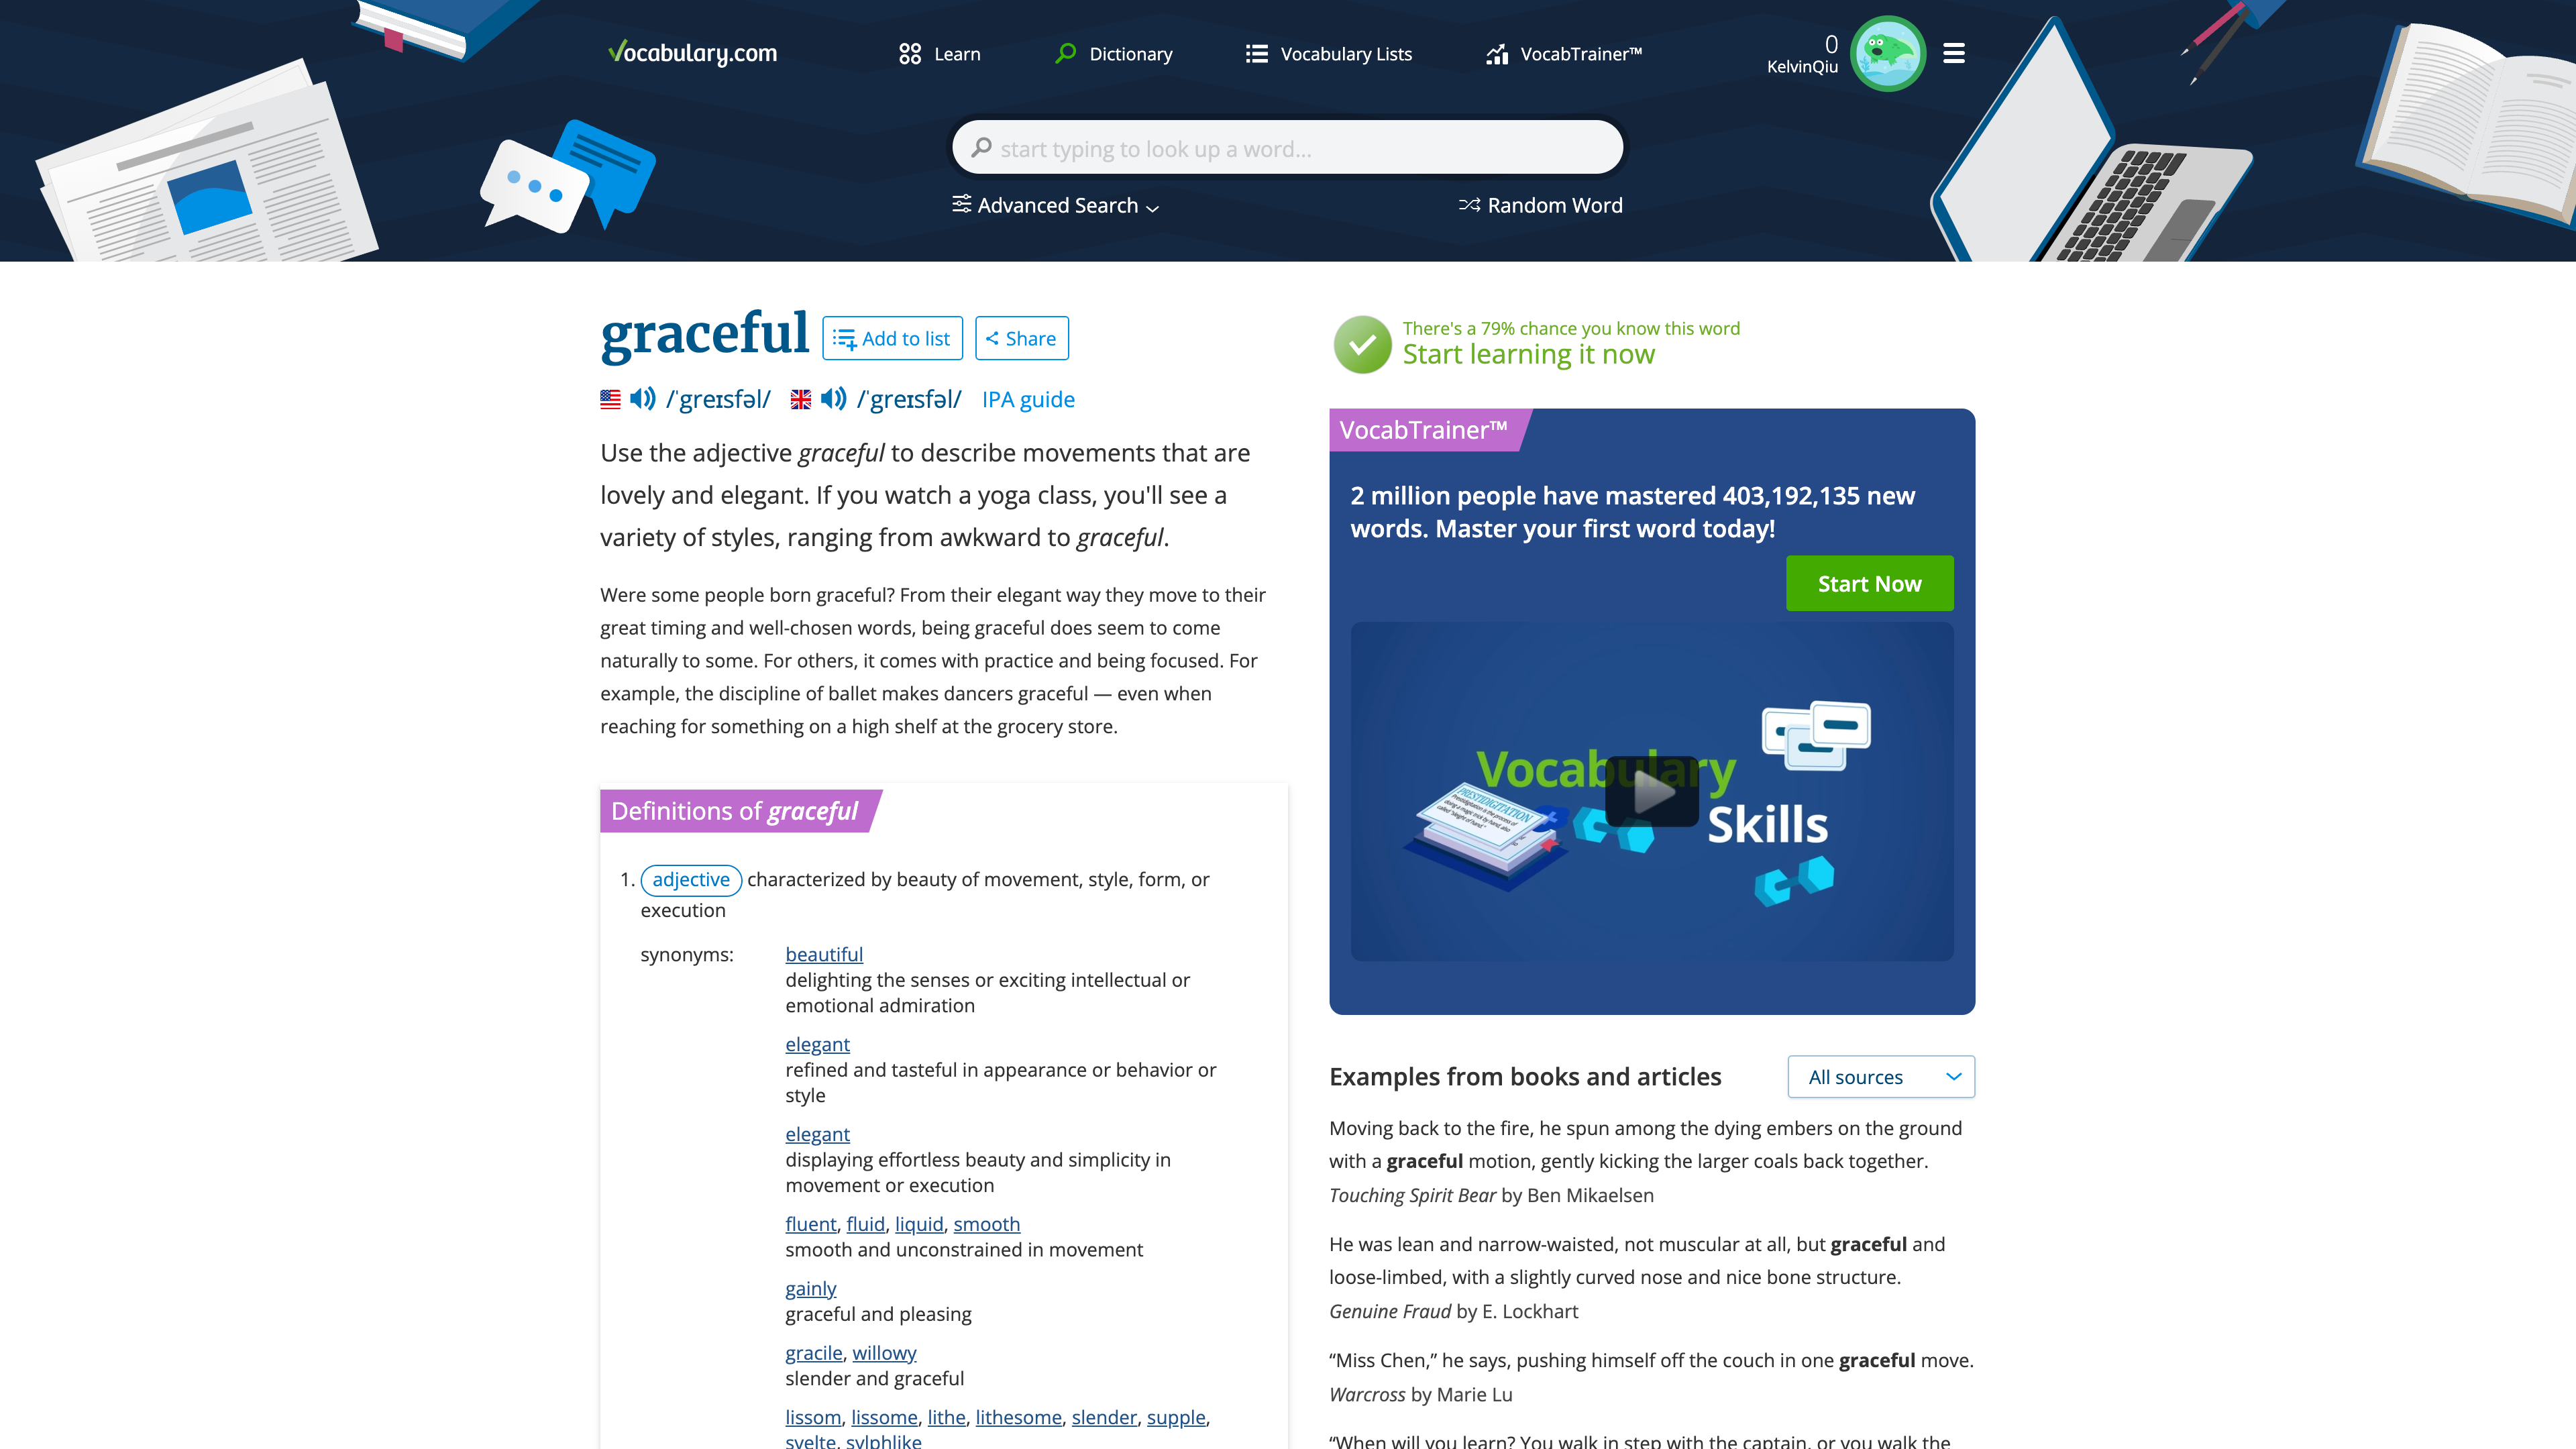 Vocabulary.com
Learn
Dictionary
Vocabulary Lists
VocabTrainer™
0
KelvinQiu
start typing to look up a word...
Advanced Search
Random Word
graceful
Add to list
Share
/ˈgreɪsfəl/
/ˈgreɪsfəl/
IPA guide
Use the adjective graceful to describe movements that are
lovely and elegant. If you watch a yoga class, you'll see a
variety of styles, ranging from awkward to graceful.
Were some people born graceful? From their elegant way they move to their
great timing and well-chosen words, being graceful does seem to come
naturally to some. For others, it comes with practice and being focused. For
example, the discipline of ballet makes dancers graceful — even when
reaching for something on a high shelf at the grocery store.
Definitions of graceful
1. adjective characterized by beauty of movement, style, form, or
execution
synonyms:
beautiful
delighting the senses or exciting intellectual or
emotional admiration
elegant
refined and tasteful in appearance or behavior or
style
elegant
displaying effortless beauty and simplicity in
movement or execution
fluent, fluid, liquid, smooth
smooth and unconstrained in movement
gainly
graceful and pleasing
gracile, willowy
slender and graceful
lissom, lissome, lithe, lithesome, slender, supple,
svelte, sylphlike
There's a 79% chance you know this word
Start learning it now
VocabTrainer™
2 million people have mastered 403,192,135 new
words. Master your first word today!
Start Now
Vocabulary
Skills
PRESTIDIGITATION
Examples from books and articles
All sources
Moving back to the fire, he spun among the dying embers on the ground
with a graceful motion, gently kicking the larger coals back together.
Touching Spirit Bear by Ben Mikaelsen
He was lean and narrow-waisted, not muscular at all, but graceful and
loose-limbed, with a slightly curved nose and nice bone structure.
Genuine Fraud by E. Lockhart
“Miss Chen,” he says, pushing himself off the couch in one graceful move.
Warcross by Marie Lu
“When will you learn? You walk in step with the captain, or you walk the